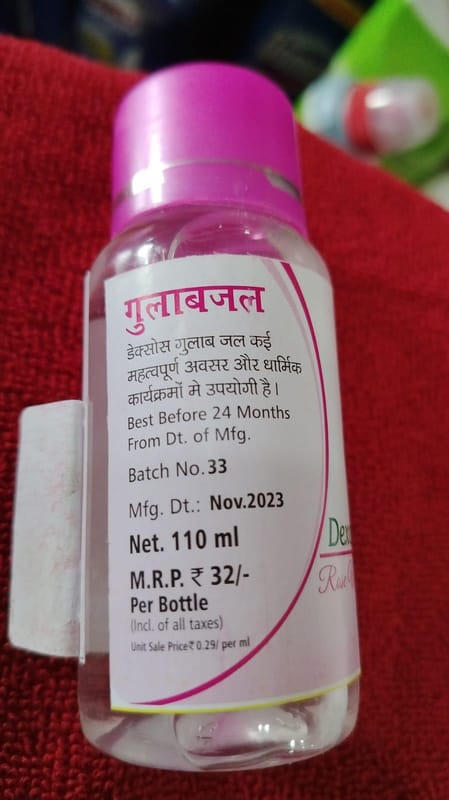 गुलाबजल
डेक्सोस गुलाब जल कई
महत्वपूर्ण अवसर और धार्मिक
कार्यक्रमों मे उपयोगी है।
Best Before 24 Months
From Dt. of Mfg.
Batch No. 33
Mfg. Dt.: Nov.2023
Net. 110 ml
M.R.P. ₹ 32/-
Per Bottle
(Incl. of all taxes)
Unit Sale Price₹ 0.29/ per ml